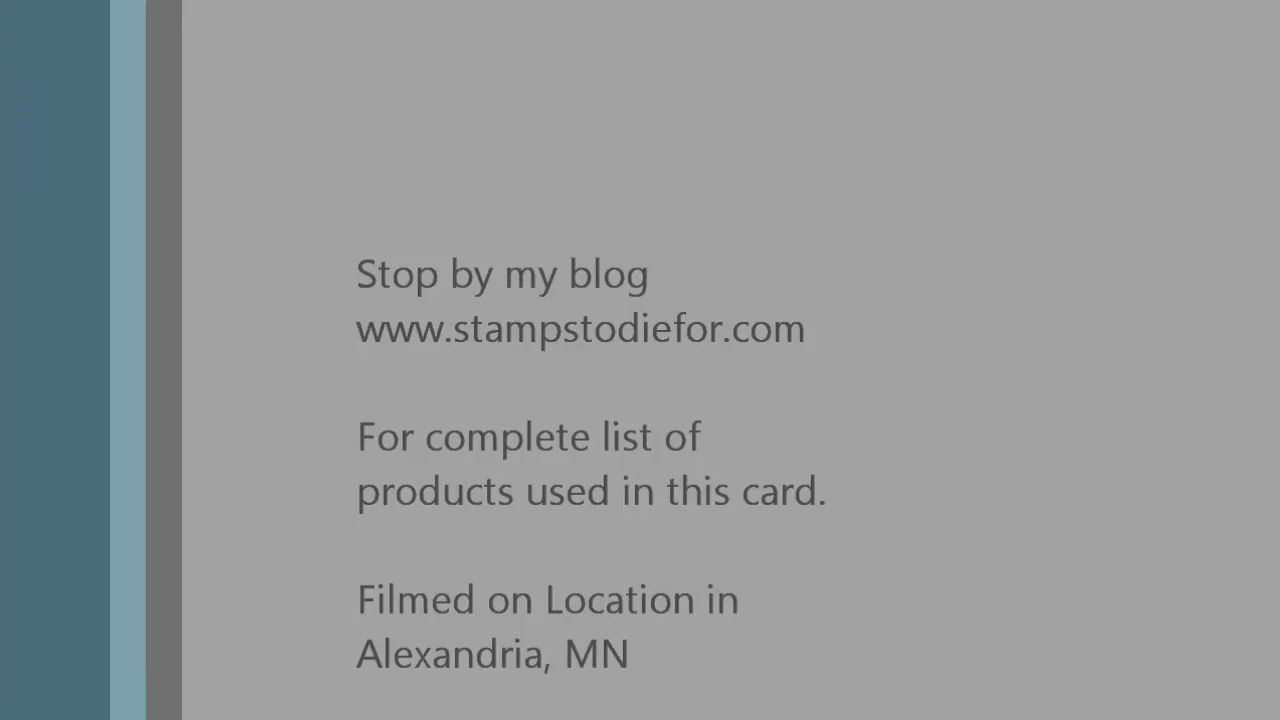 Stop by my blog
www.stampstodiefor.com
For complete list of
products used in this card.
Filmed on Location in
Alexandria, MN